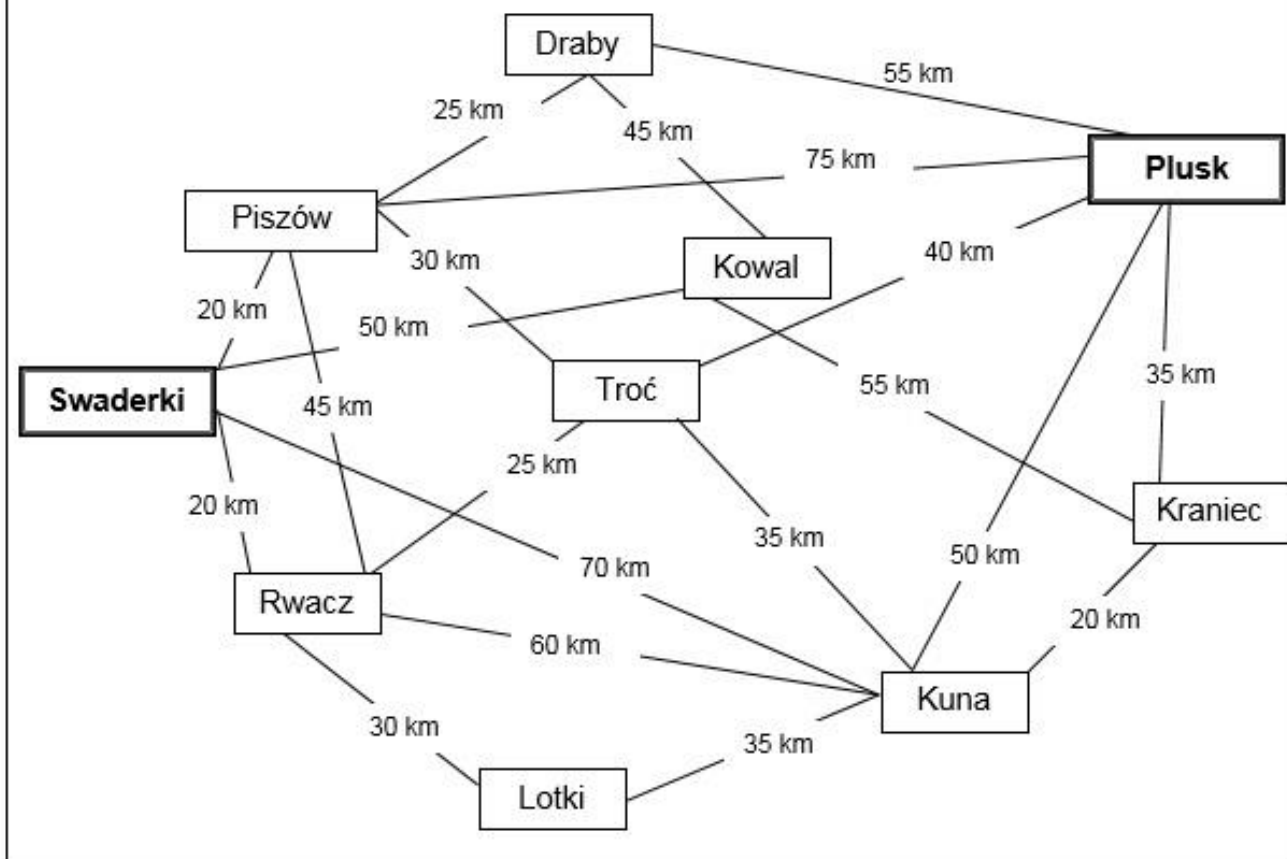 Draby
55 km
25 km
45 km
75 km
Plusk
Piszów
30 km
Kowal
40 km
20 km
50 km
Swaderki
45 km
Troć
55 km
35 km
25 km
20 km
Kraniec
35 km
50 km
70 km
Rwacz
20 km
60 km
Kuna
30 km
35 km
Lotki